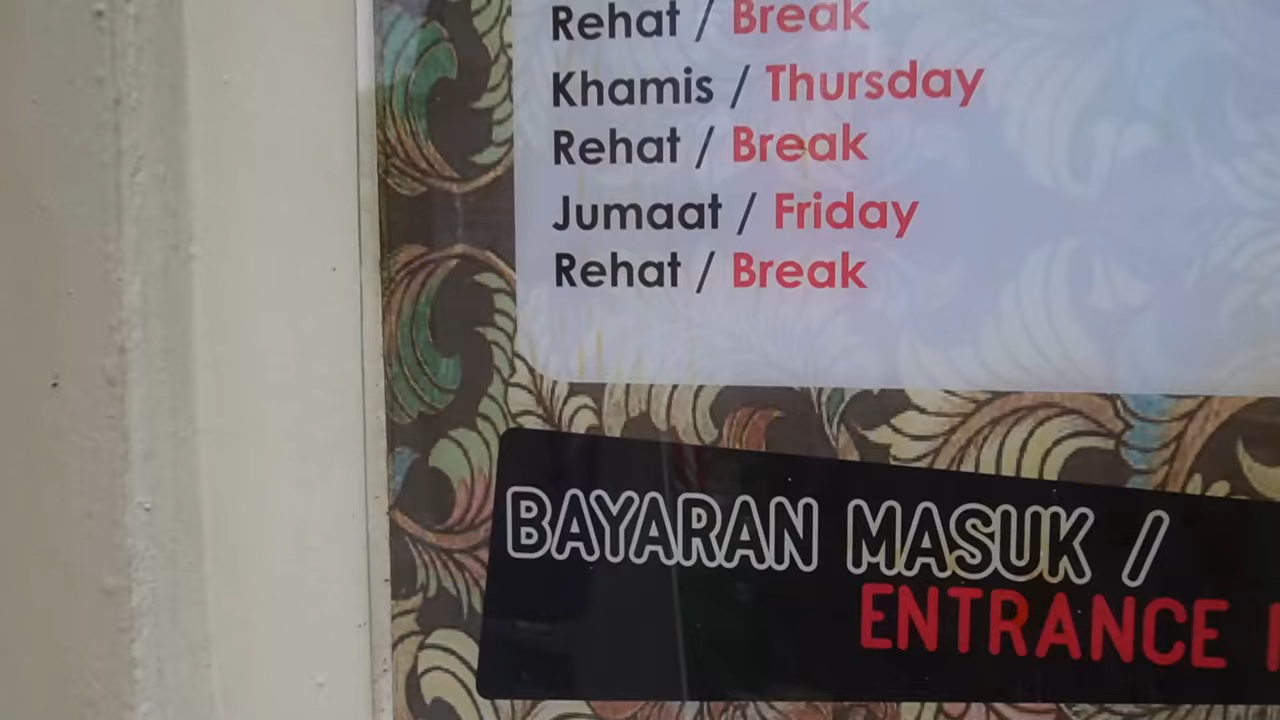 Rehat / Break
Khamis / Thursday
Rehat / Break
Jumaat / Friday
Rehat / Break
BAYARAN MASUK /
ENTRANCE